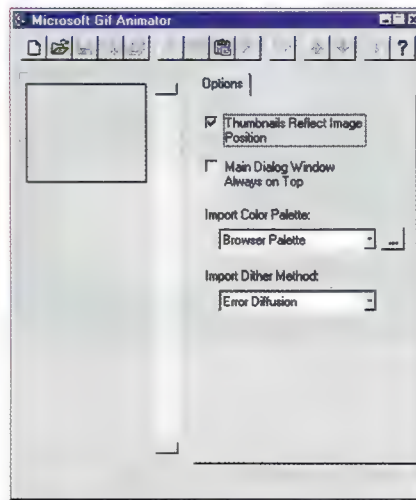 Microsoft Gif Animator
?
Options
Thumbnails Reflect Image
Position
Main Dialog Window
Always on Top
Import Color Palette:
Browser Palette
...
Import Dither Method:
Error Diffusion